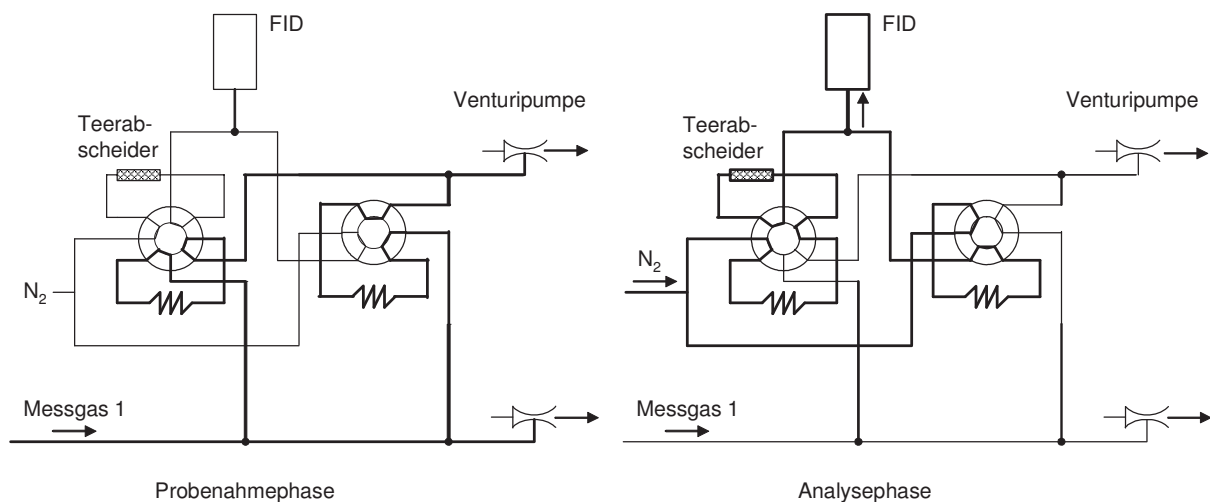 FID
Venturipumpe
Teerab-
scheider
N2
Messgas 1
Probenahmephase
FID
Venturipumpe
Teerab-
scheider
N2
Messgas 1
Analysephase